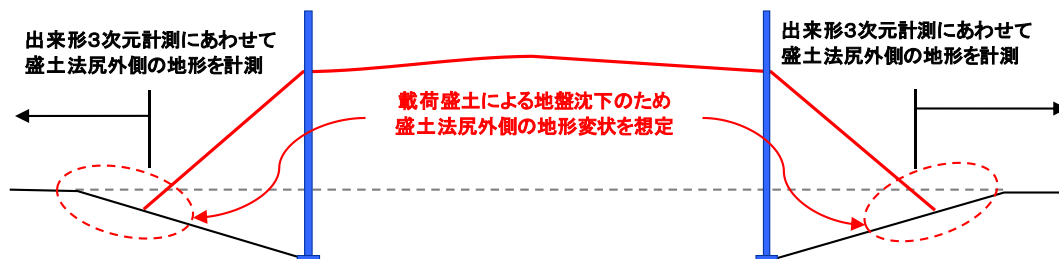 出来形３次元計測にあわせて
盛土法尻外側の地形を計測
出来形３次元計測にあわせて
盛土法尻外側の地形を計測
載荷盛土による地盤沈下のため
盛土法尻外側の地形変状を想定